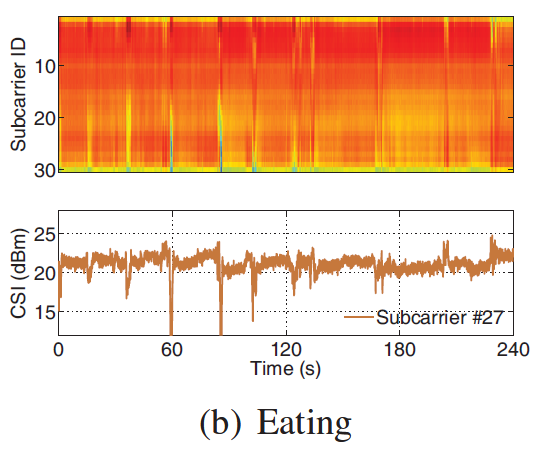 Subcarrier ID
10
20
30
CSI (dBm)
25
20
15
Subcarrier #27
0 60 120 180 240
Time (s)
(b) Eating